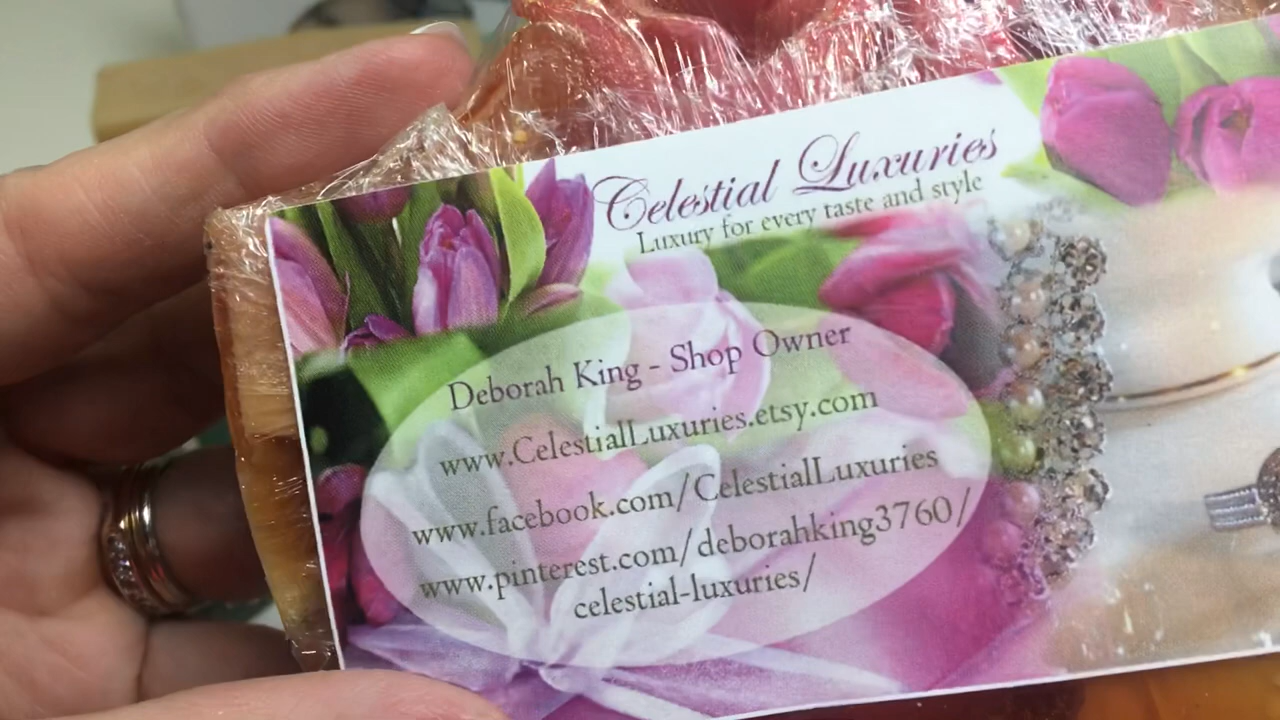 Celestial Luxuries
Luxury for every taste and style
Deborah King - Shop Owner
www.CelestialLuxuries.etsy.com
www.facebook.com/CelestialLuxuries
www.pinterest.com/deborahking3760/
celestial-luxuries/